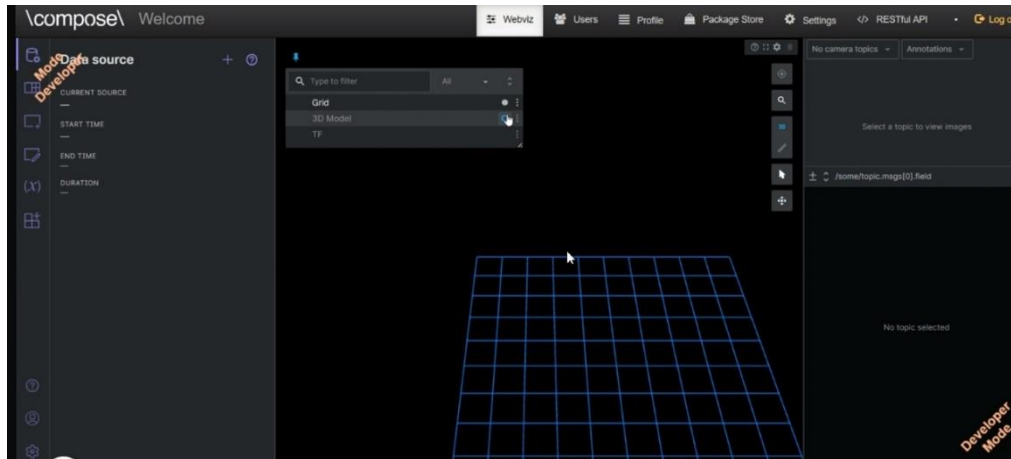 \compose\ Welcome
Webviz
Users
Profile
Package Store
Settings
</> RESTful API
Data source
Developer
Mode
CURRENT SOURCE
—
START TIME
—
END TIME
—
DURATION
—
(x)
Type to filter
All
Grid
3D Model
TF
No camera topics
Annotations
Select a topic to view images
/some/topic.msgs[0].field
No topic selected
Developer
Mode